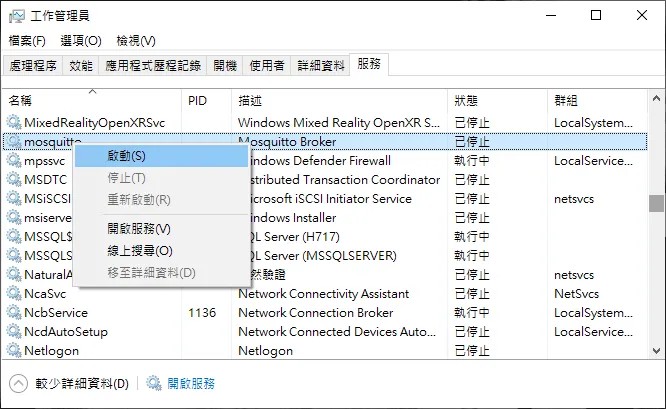 工作管理員
檔案(F) 選項(O) 檢視(V)
處理程序 效能 應用程式歷程記錄 開機 使用者 詳細資料 服務
名稱 PID 描述 狀態 群組
MixedRealityOpenXRSvc Windows Mixed Reality OpenXR S... 已停止 LocalSystem...
mosquitto Mosquitto Broker 已停止
mpssvc Windows Defender Firewall 執行中 LocalService...
MSDTC Distributed Transaction Coordinator 已停止
MSiSCSI Microsoft iSCSI Initiator Service 已停止 netsvcs
msiserve Windows Installer 已停止
MSSQL$ SQL Server (H717) 執行中
MSSQLS SQL Server (MSSQLSERVER) 執行中
NaturalA 自然驗證 已停止 netsvcs
NcaSvc Network Connectivity Assistant 已停止 NetSvcs
NcbService 1136 Network Connection Broker 執行中 LocalSystem...
NcdAutoSetup Network Connected Devices Auto... 已停止 LocalService...
Netlogon Netlogon 已停止
啟動(S)
停止(T)
重新啟動(R)
開啟服務(V)
線上搜尋(O)
移至詳細資料(D)
較少詳細資料(D) 開啟服務